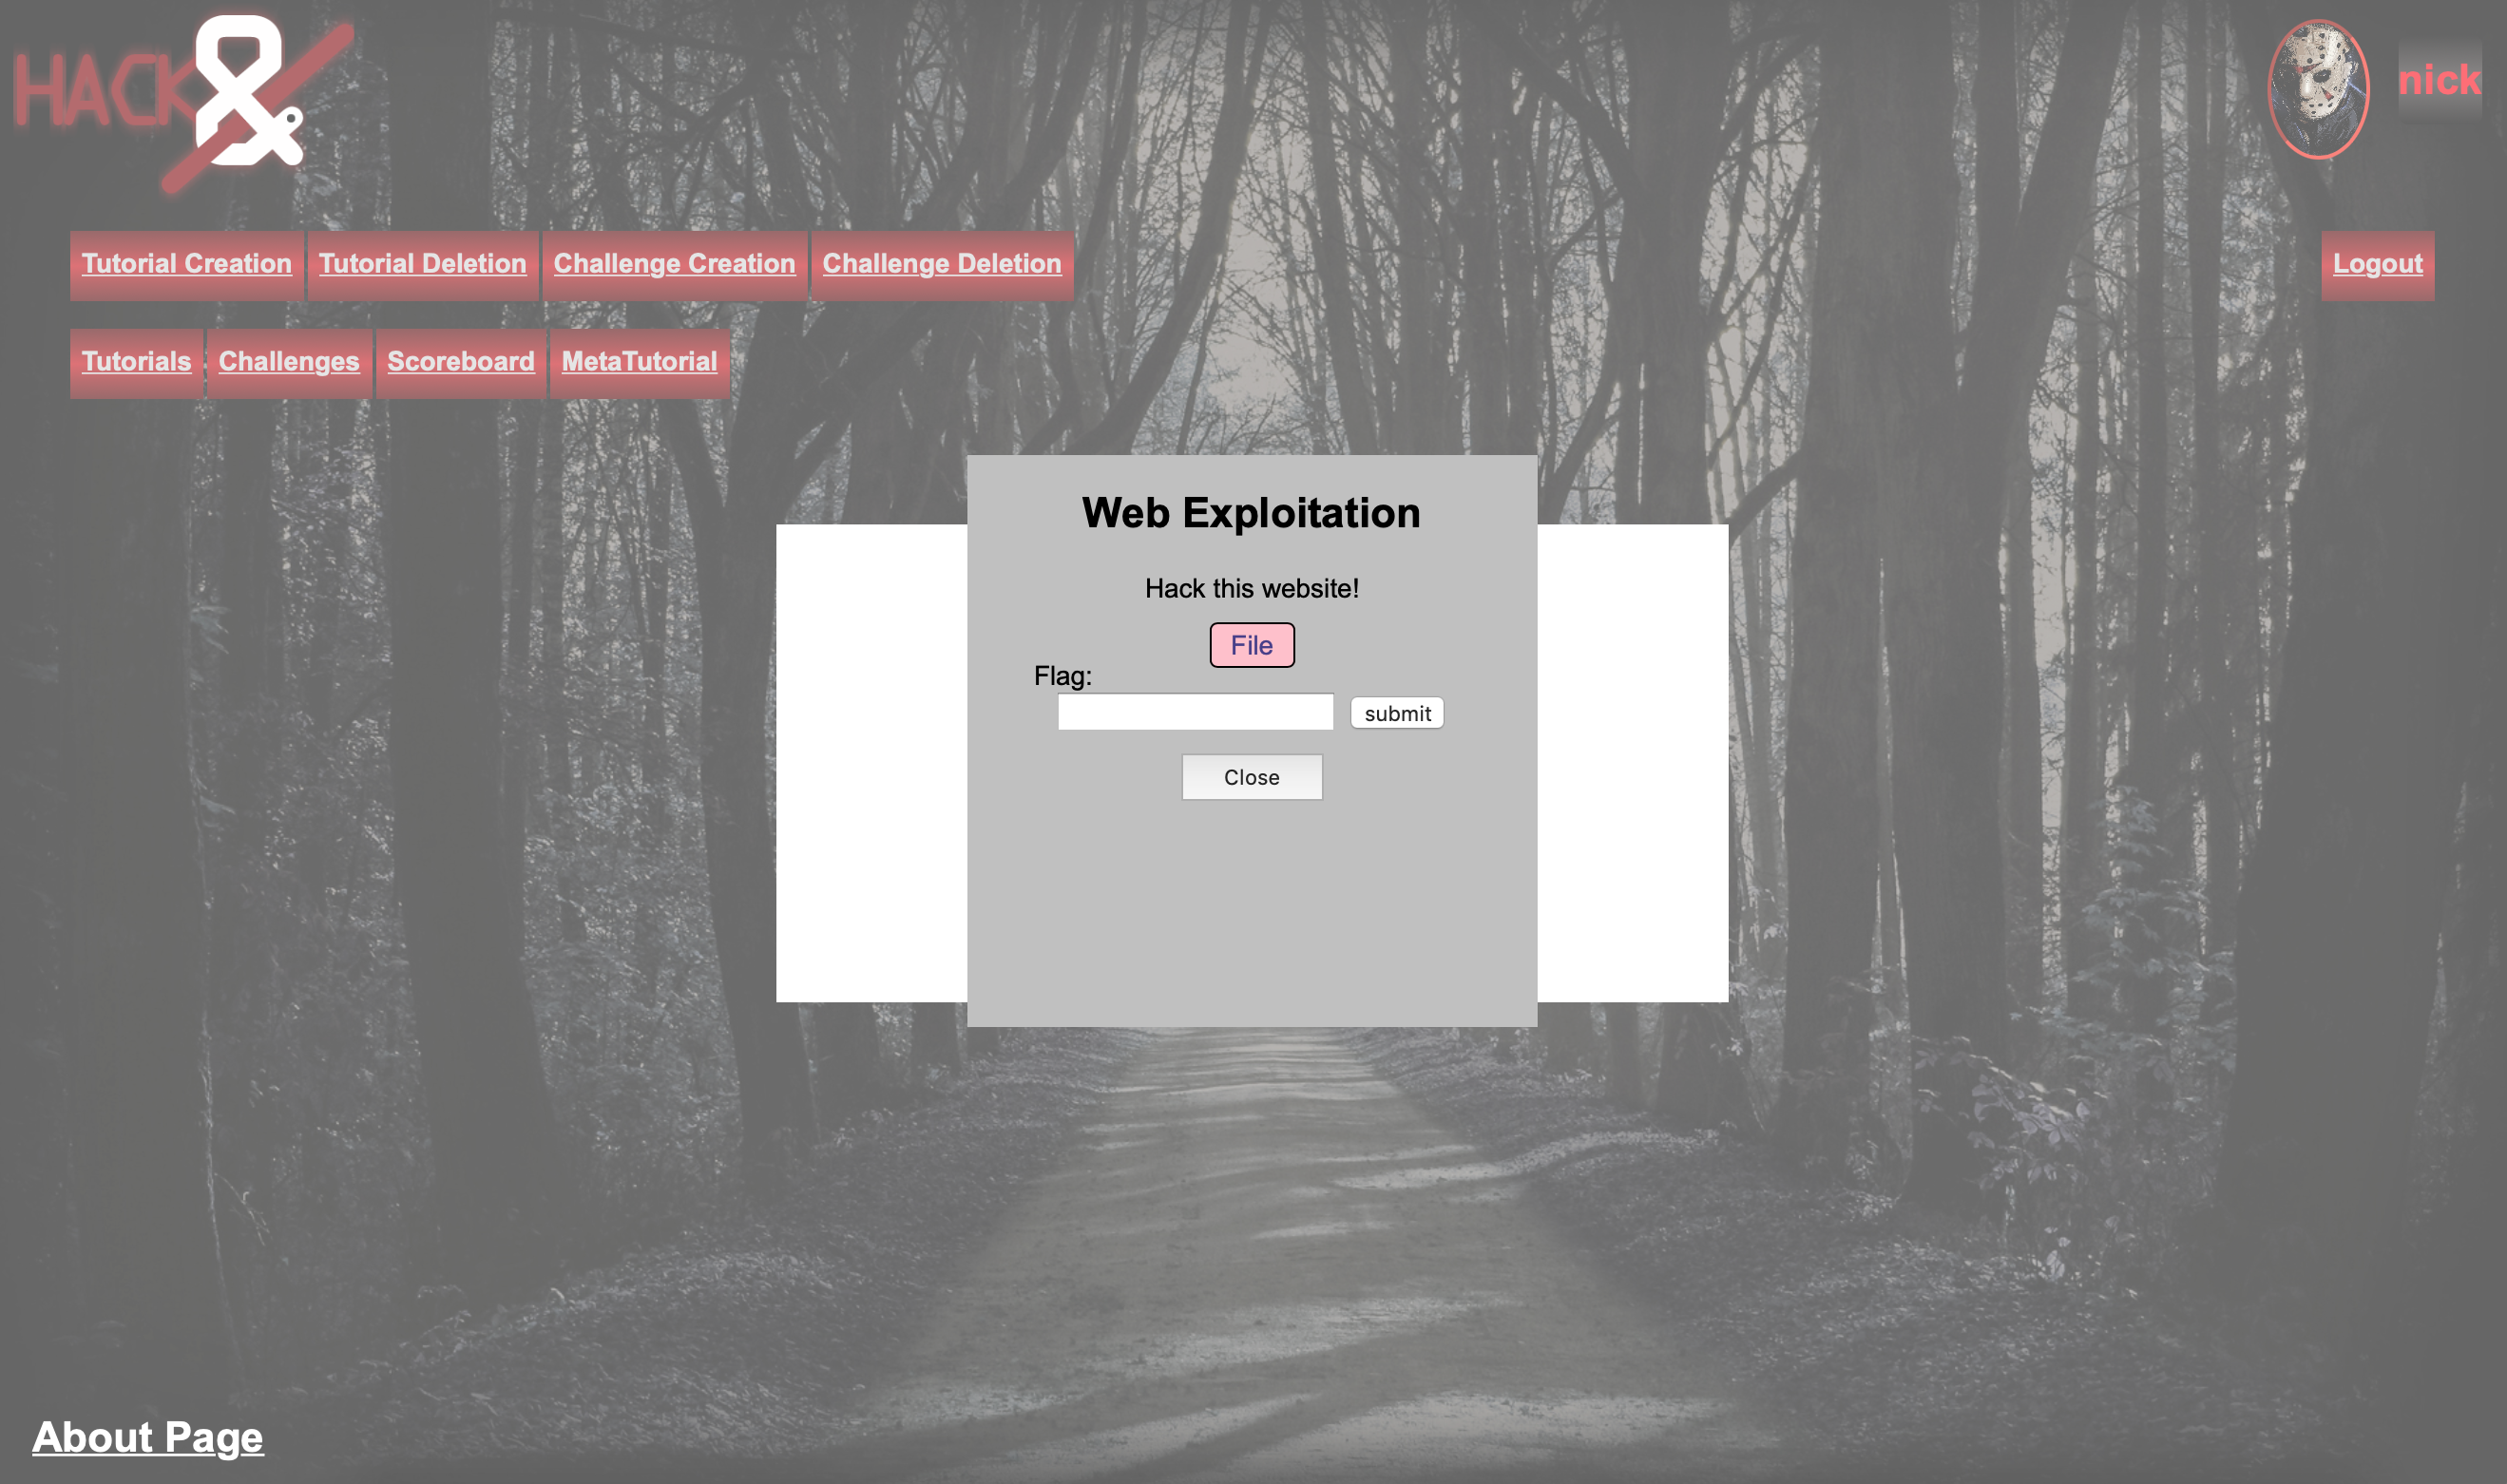 HACK&
nick
Tutorial Creation Tutorial Deletion Challenge Creation Challenge Deletion Logout
Tutorials Challenges Scoreboard MetaTutorial
Web Exploitation
Hack this website!
File
Flag:
submit
Close
About Page